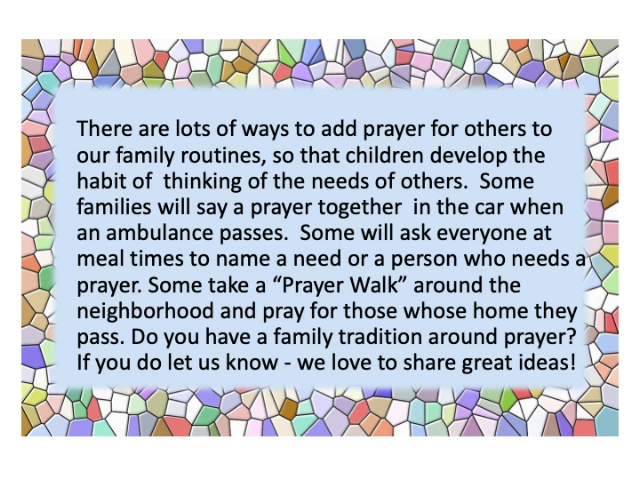 There are lots of ways to add prayer for others to
our family routines, so that children develop the
habit of  thinking of the needs of others.  Some
families will say a prayer together  in the car when
an ambulance passes.  Some will ask everyone at
meal times to name a need or a person who needs a
prayer. Some take a “Prayer Walk” around the
neighborhood and pray for those whose home they
pass. Do you have a family tradition around prayer?
If you do let us know - we love to share great ideas!